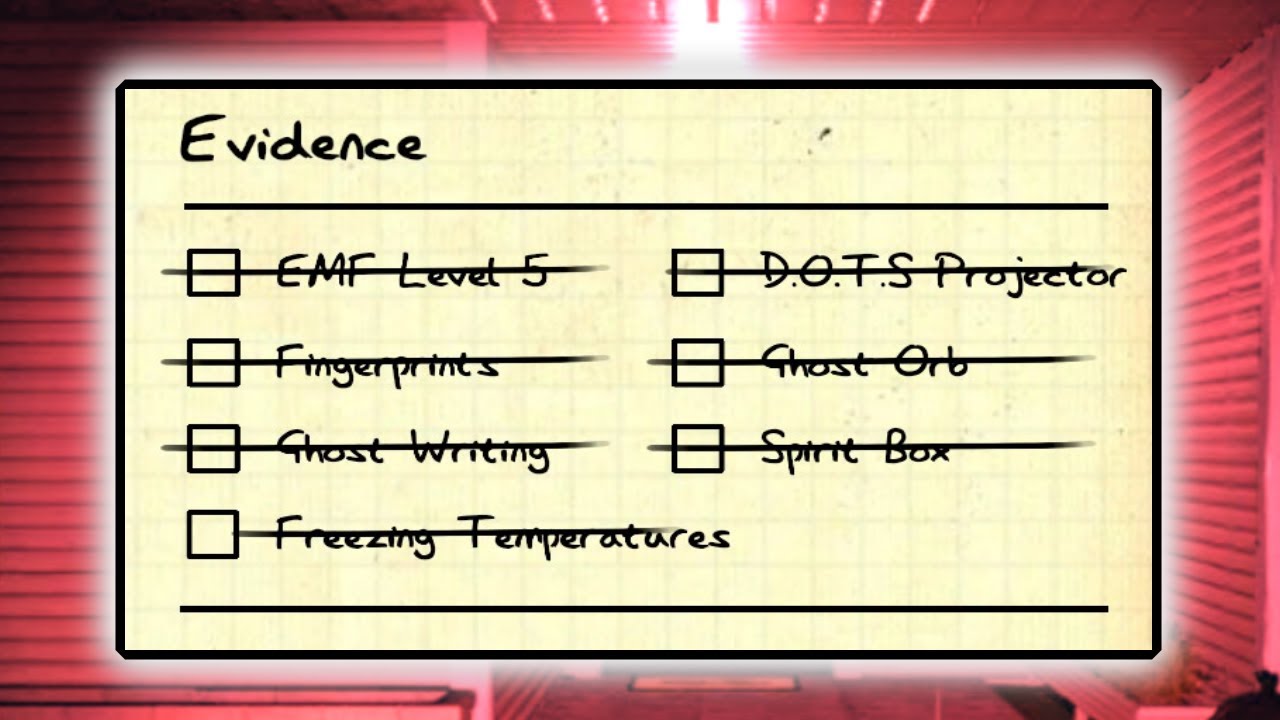 Evidence
EMF Level 5
D.O.T.S Projector
Fingerprints
Ghost Orb
Ghost Writing
Spirit Box
Freezing Temperatures